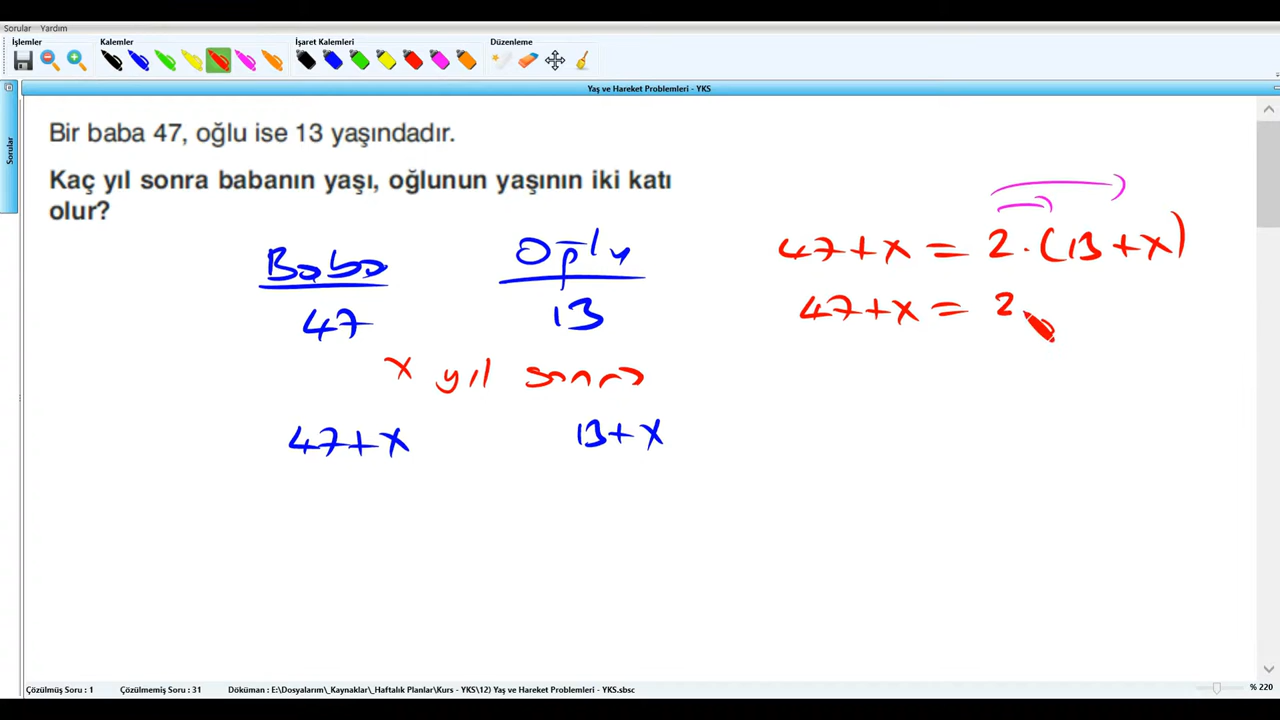 Sorular Yardım
İşlemler Kalemler İşaret Kalemleri Düzenleme
Yaş ve Hareket Problemleri - YKS
Sorular
Bir baba 47, oğlu ise 13 yaşındadır.
Kaç yıl sonra babanın yaşı, oğlunun yaşının iki katı
olur?
Baba Oğlu
47 13
x yıl sonra
47+x 13+x
47+x = 2·(13+x)
47+x = 2
Çözülmüş Soru : 1 Çözülmemiş Soru : 31 Döküman : E:\Dosyalarım\_Kaynaklar\_Haftalık Planlar\Kurs - YKS\12) Yaş ve Hareket Problemleri - YKS.sbsc % 220